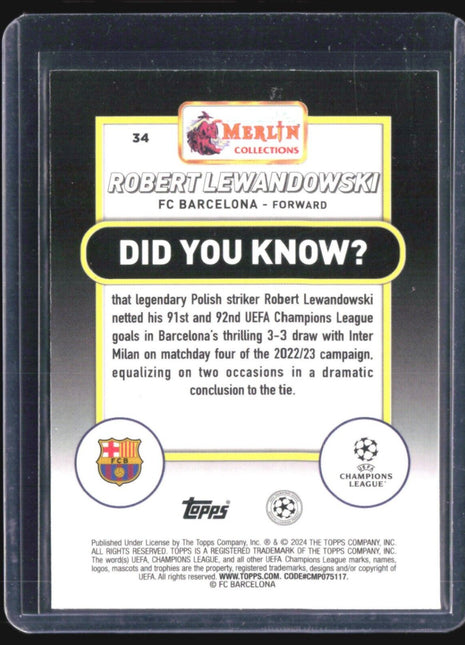 34
MERLIN
COLLECTIONS
ROBERT LEWANDOWSKI
FC BARCELONA - FORWARD
DID YOU KNOW?
that legendary Polish striker Robert Lewandowski
netted his 91st and 92nd UEFA Champions League
goals in Barcelona's thrilling 3-3 draw with Inter
Milan on matchday four of the 2022/23 campaign,
equalizing on two occasions in a dramatic
conclusion to the tie.
FCB
UEFA
CHAMPIONS
LEAGUE
topps
Published Under License by The Topps Company, Inc. ® & © 2024 THE TOPPS COMPANY, INC.
ALL RIGHTS RESERVED. TOPPS IS A REGISTERED TRADEMARK OF THE TOPPS COMPANY, INC.
The word(s) UEFA, CHAMPIONS LEAGUE, and all other UEFA Champions League marks, names,
logos, mascots and trophies are the property, registered trademarks, designs and/or copyright of
UEFA. All rights reserved. WWW.TOPPS.COM. CODE#CMP075117.
© FC BARCELONA